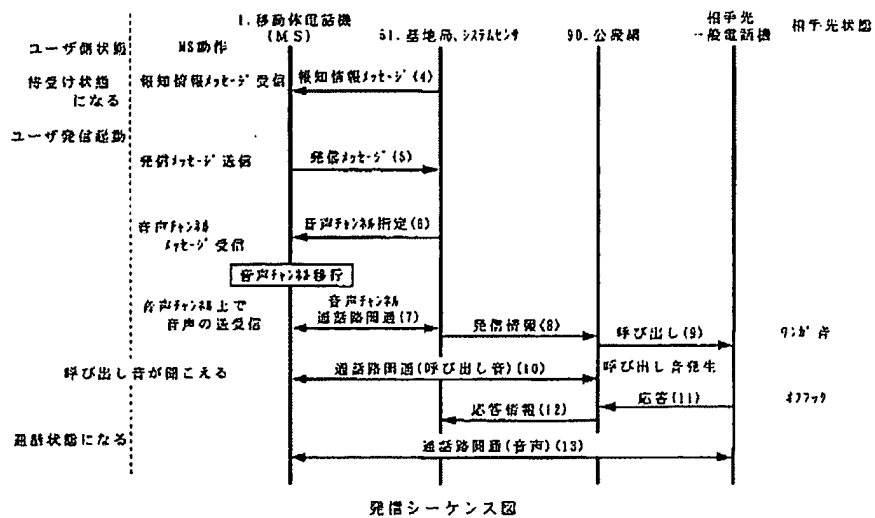 1.移動体電話機
(MS)
61.基地局、システムセンタ
90.公衆網
相手先
一般電話機
相手先状態
ユーザ側状態
MS動作
待受け状態
になる
報知情報メッセージ受信
報知情報メッセージ(4)
ユーザ発信起動
発信メッセージ送信
発信メッセージ(5)
音声チャンネル
メッセージ受信
音声チャンネル指定(6)
音声チャンネル移行
音声チャンネル上で
音声の送受信
音声チャンネル
通話路開通(7)
発信情報(8)
呼び出し(9)
リンガ音
呼び出し音が聞こえる
通話路開通(呼び出し音)(10)
呼び出し音発生
応答(11)
オフフック
応答情報(12)
通話状態になる
通話路開通(音声)(13)
発信シーケンス図